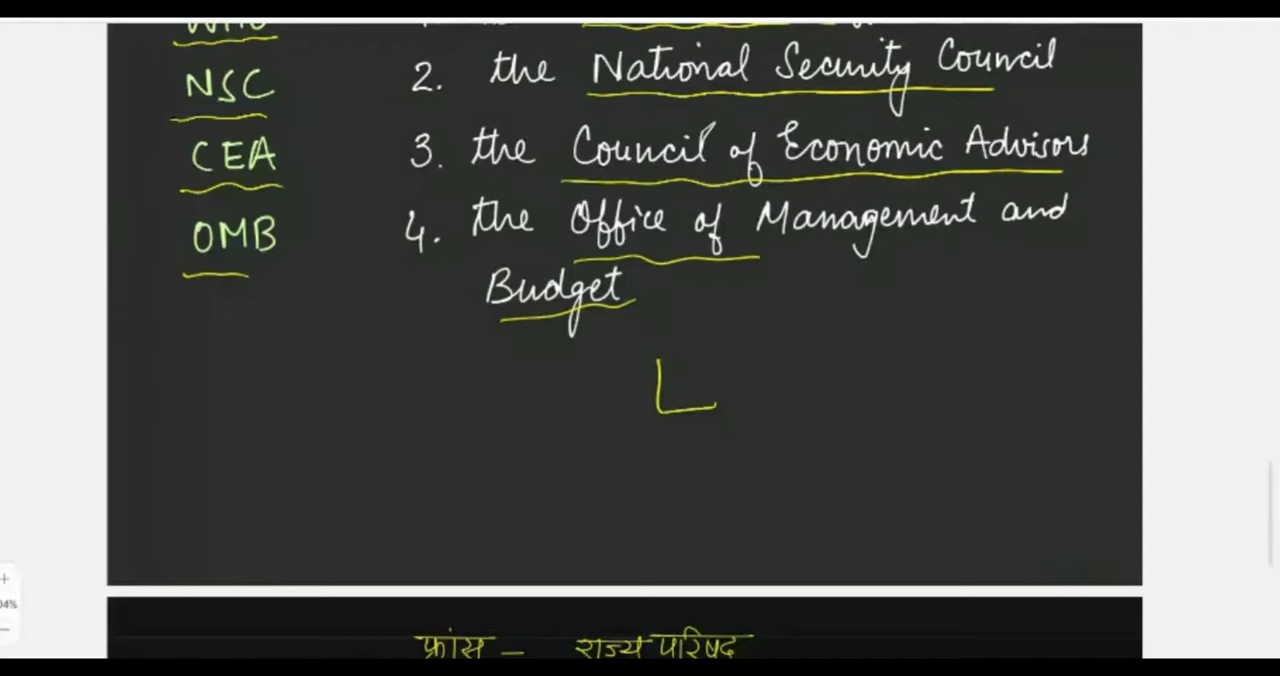 NSC 2. the National Security Council
CEA 3. the Council of Economic Advisors
OMB 4. the Office of Management and
Budget
फ्रांस – राज्य परिषद